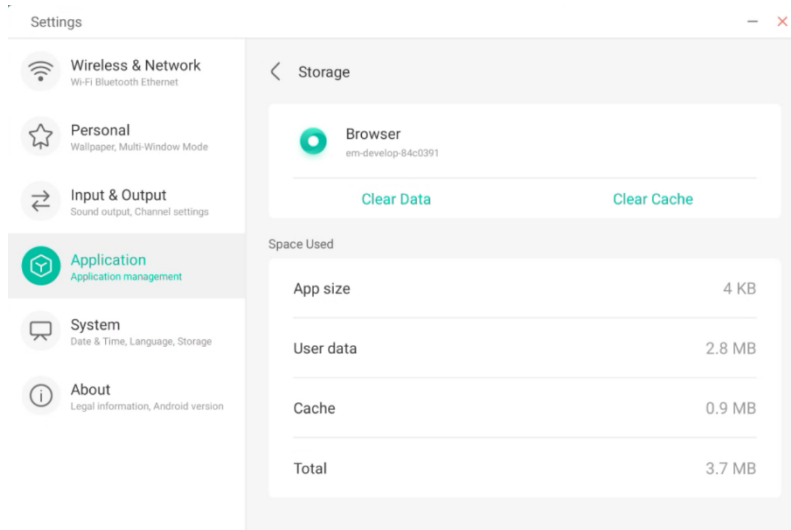 Settings
Wireless & Network
Wi-Fi Bluetooth Ethernet
Personal
Wallpaper, Multi-Window Mode
Input & Output
Sound output, Channel settings
Application
Application management
System
Date & Time, Language, Storage
About
Legal information, Android version
Storage
Browser
em-develop-84c0391
Clear Data
Clear Cache
Space Used
App size
4 KB
User data
2.8 MB
Cache
0.9 MB
Total
3.7 MB